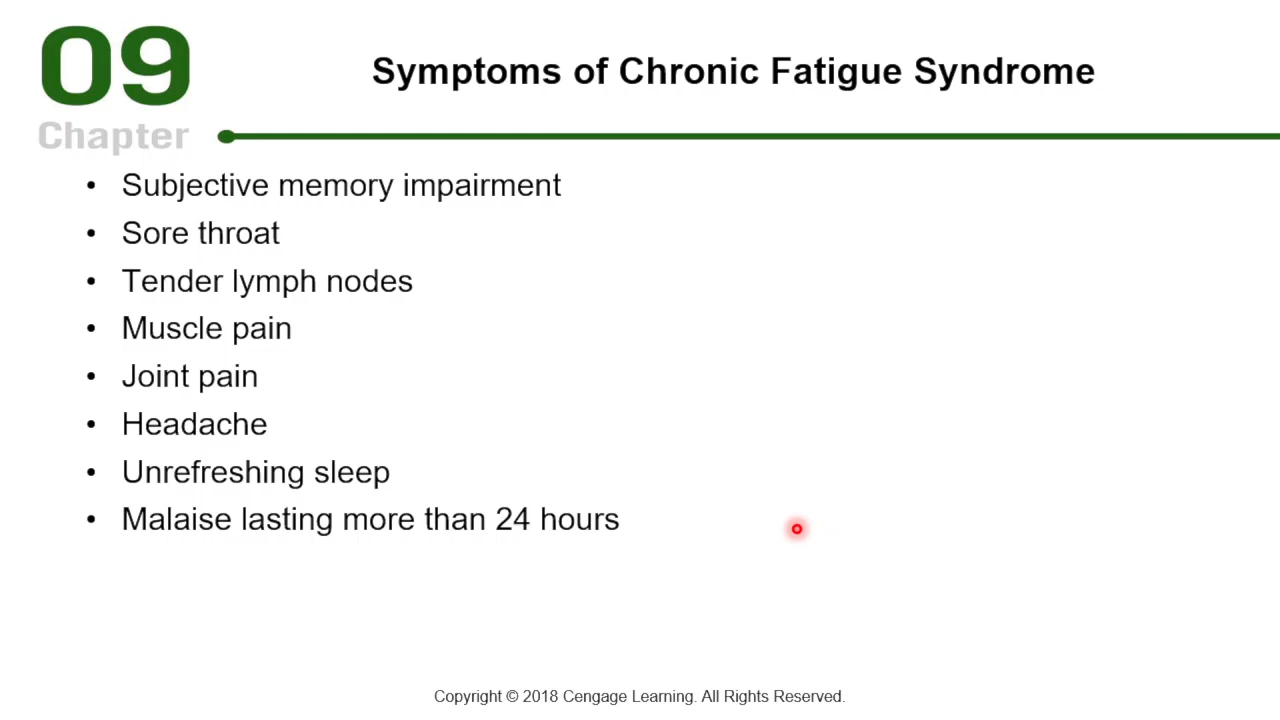 09
Chapter
Symptoms of Chronic Fatigue Syndrome
• Subjective memory impairment
• Sore throat
• Tender lymph nodes
• Muscle pain
• Joint pain
• Headache
• Unrefreshing sleep
• Malaise lasting more than 24 hours
Copyright © 2018 Cengage Learning. All Rights Reserved.